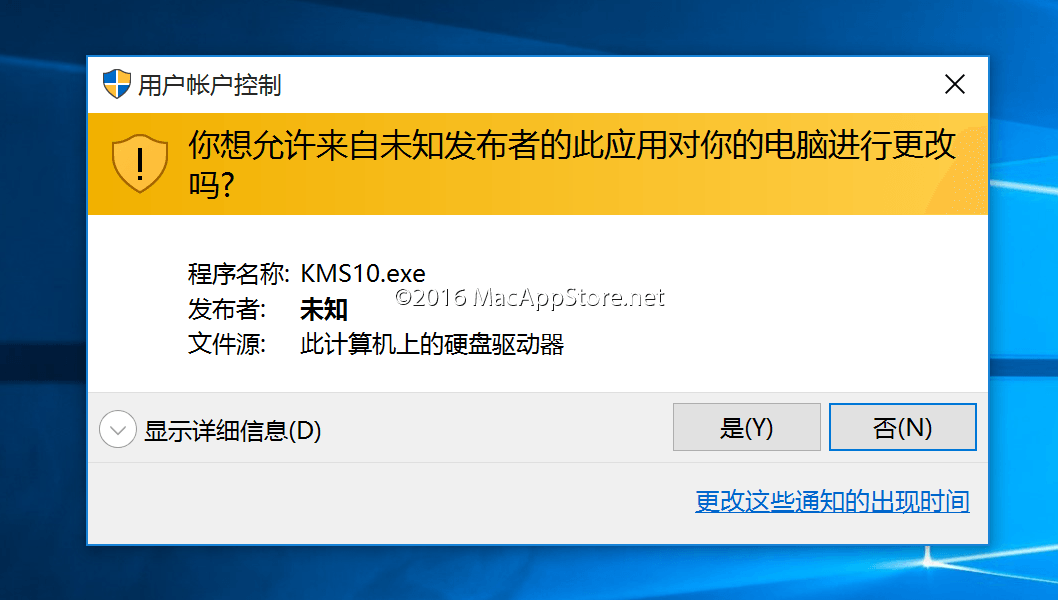 用户帐户控制
你想允许来自未知发布者的此应用对你的电脑进行更改
吗?
程序名称: KMS10.exe
发布者: 未知
©2016 MacAppStore.net
文件源: 此计算机上的硬盘驱动器
显示详细信息(D)
是(Y)
否(N)
更改这些通知的出现时间